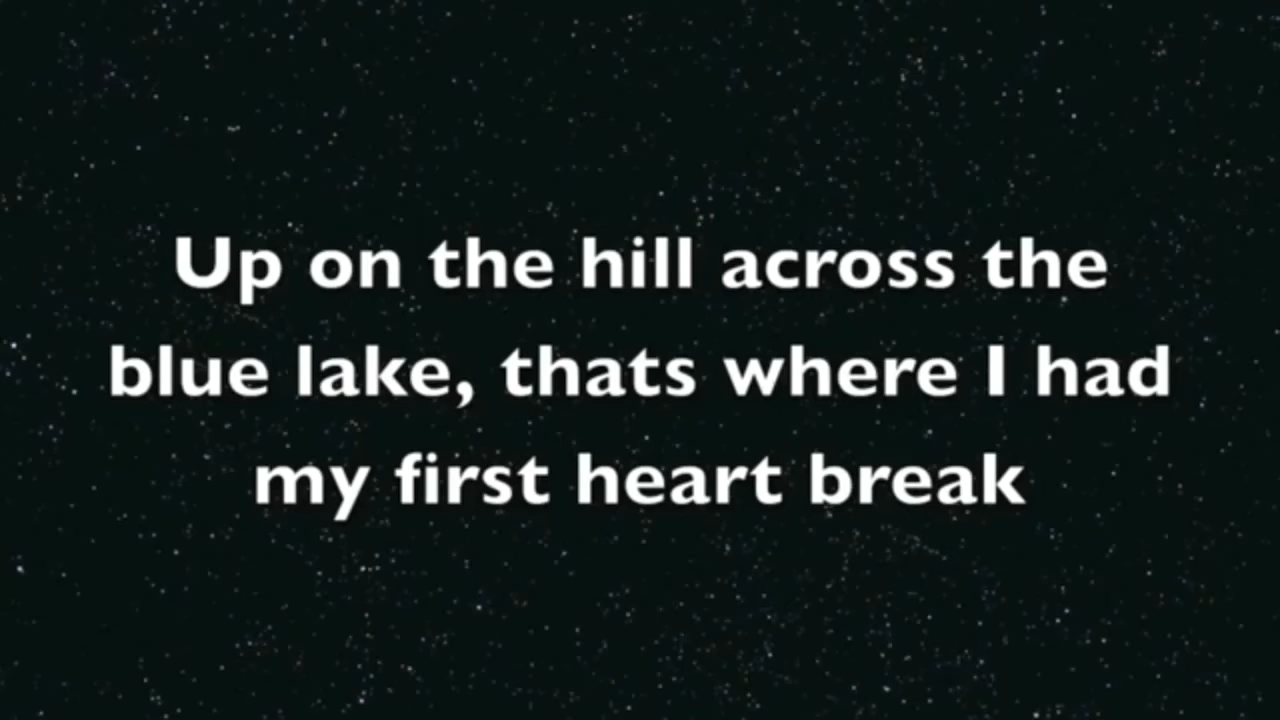 Up on the hill across the
blue lake, thats where I had
my first heart break